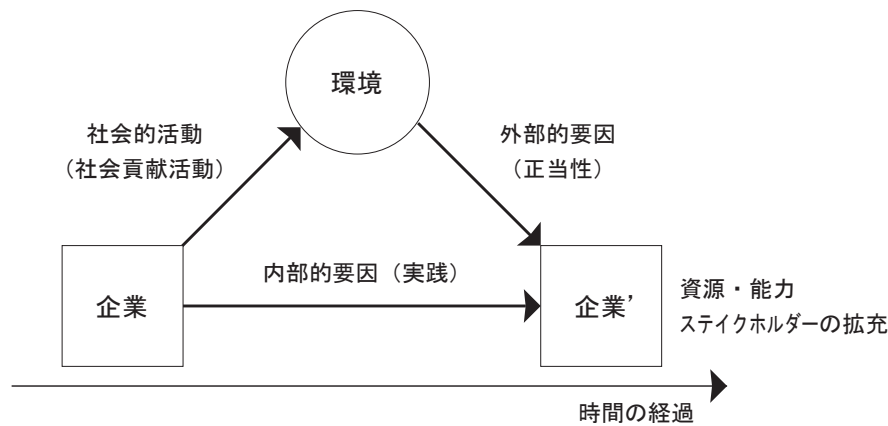 環境
社会的活動
（社会貢献活動）
外部的要因
（正当性）
内部的要因（実践）
企業
企業’
資源・能力
ステイクホルダーの拡充
時間の経過